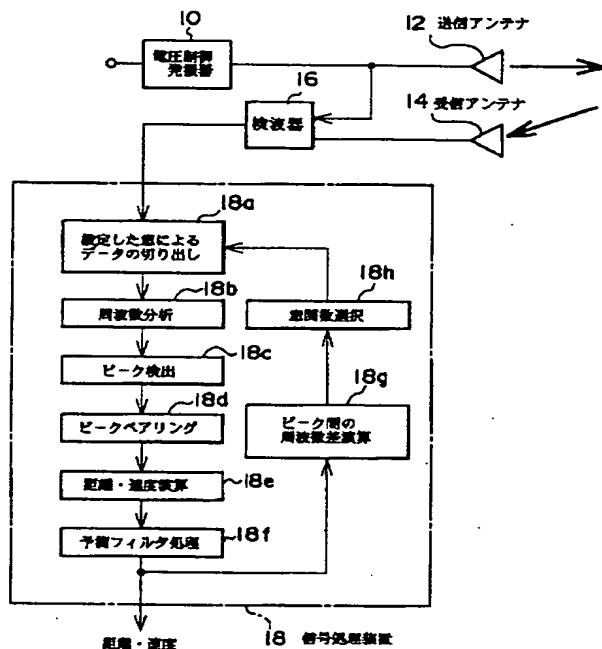 10
電圧制御
発振器
12 送信アンテナ
16
検波器
14 受信アンテナ
18a
設定した窓による
データの切り出し
18b
周波数分析
18h
窓関数選択
18c
ピーク検出
18d
ピークペアリング
18g
ピーク間の
周波数差演算
18e
距離・速度演算
18f
予測フィルタ処理
18 信号処理装置
距離・速度